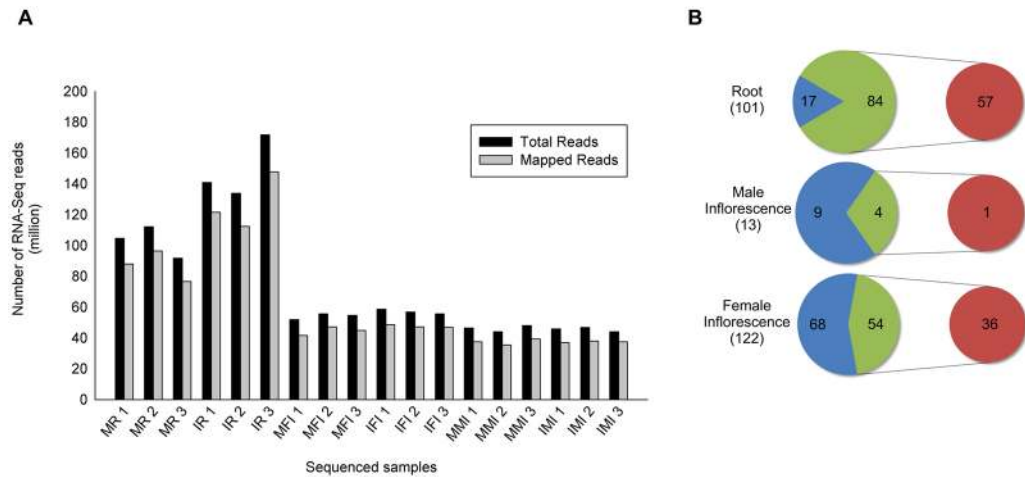 A
Number of RNA-Seq reads
(million)
200
180
160
140
120
100
80
60
40
20
0
Total Reads
Mapped Reads
MR 1
MR 2
MR 3
IR 1
IR 2
IR 3
MFI 1
MFI 2
MFI 3
IFI 1
IFI 2
IFI 3
MMI 1
MMI 2
MMI 3
IMI 1
IMI 2
IMI 3
Sequenced samples
B
Root
(101)
17
84
57
Male
Inflorescence
(13)
9
4
1
Female
Inflorescence
(122)
68
54
36